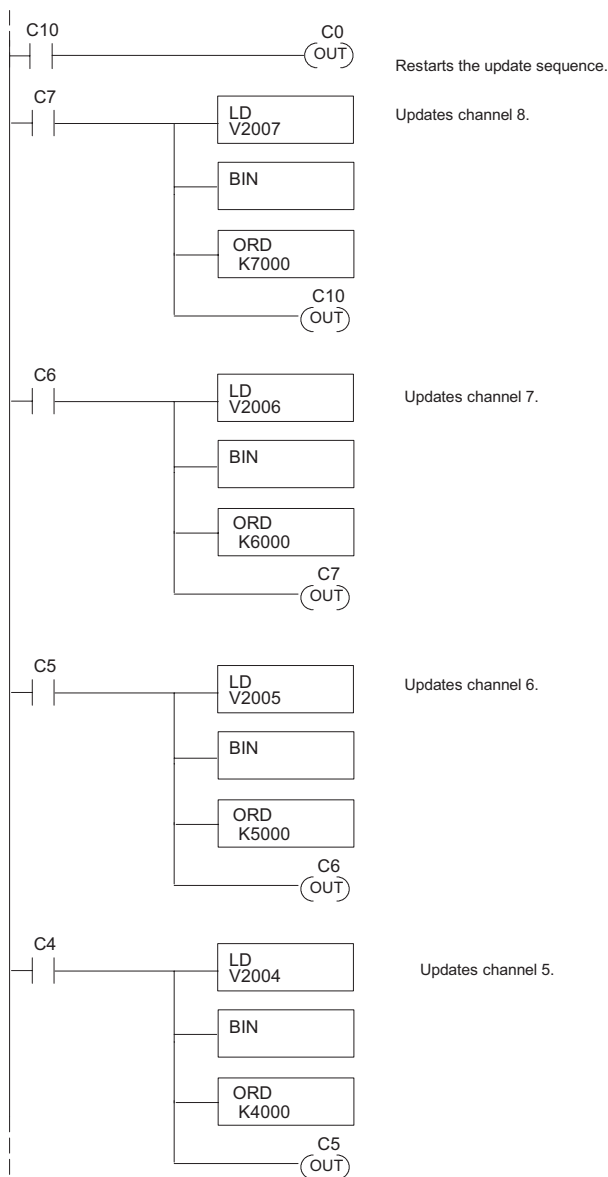 C10
C0
OUT
Restarts the update sequence.
C7
LD
V2007
Updates channel 8.
BIN
ORD
K7000
C10
OUT
C6
LD
V2006
Updates channel 7.
BIN
ORD
K6000
C7
OUT
C5
LD
V2005
Updates channel 6.
BIN
ORD
K5000
C6
OUT
C4
LD
V2004
Updates channel 5.
BIN
ORD
K4000
C5
OUT